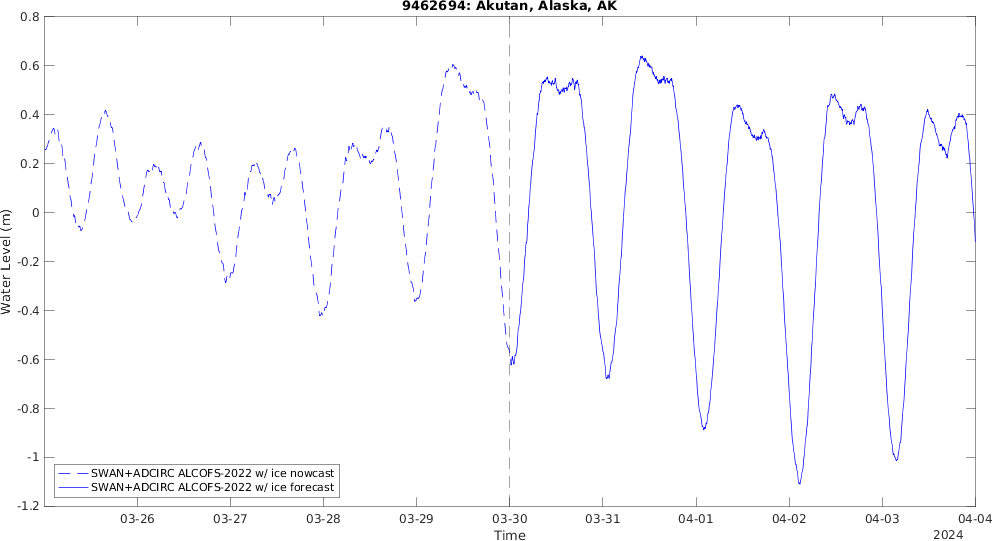 9462694: Akutan, Alaska, AK
0.8
0.6
0.4
0.2
0
-0.2
-0.4
-0.6
-0.8
-1
-1.2
Water Level (m)
SWAN+ADCIRC ALCOFS-2022 w/ ice nowcast
SWAN+ADCIRC ALCOFS-2022 w/ ice forecast
03-26 03-27 03-28 03-29 03-30 03-31 04-01 04-02 04-03 04-04
Time
2024